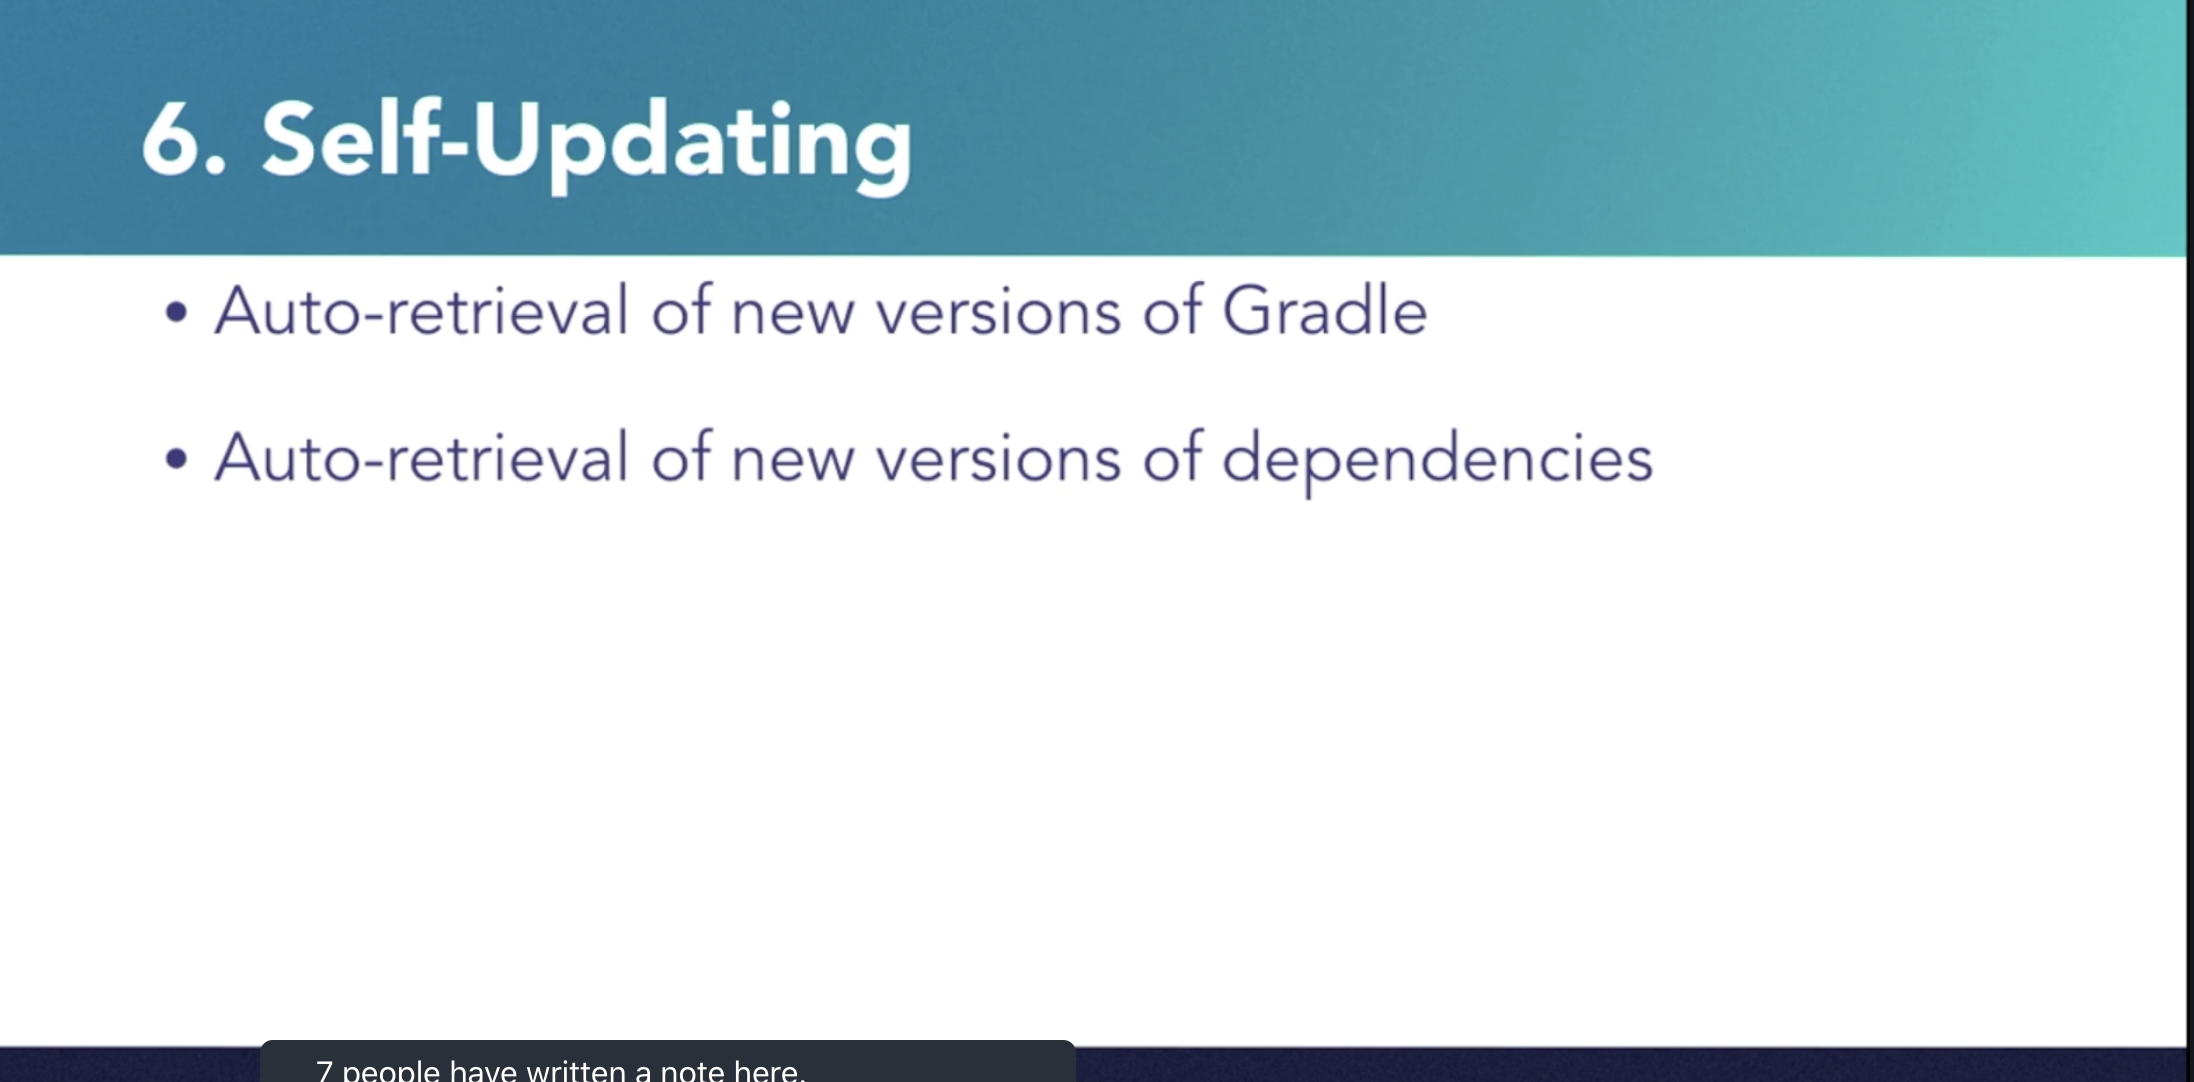 6. Self-Updating
• Auto-retrieval of new versions of Gradle
• Auto-retrieval of new versions of dependencies
7 people have written a note here.